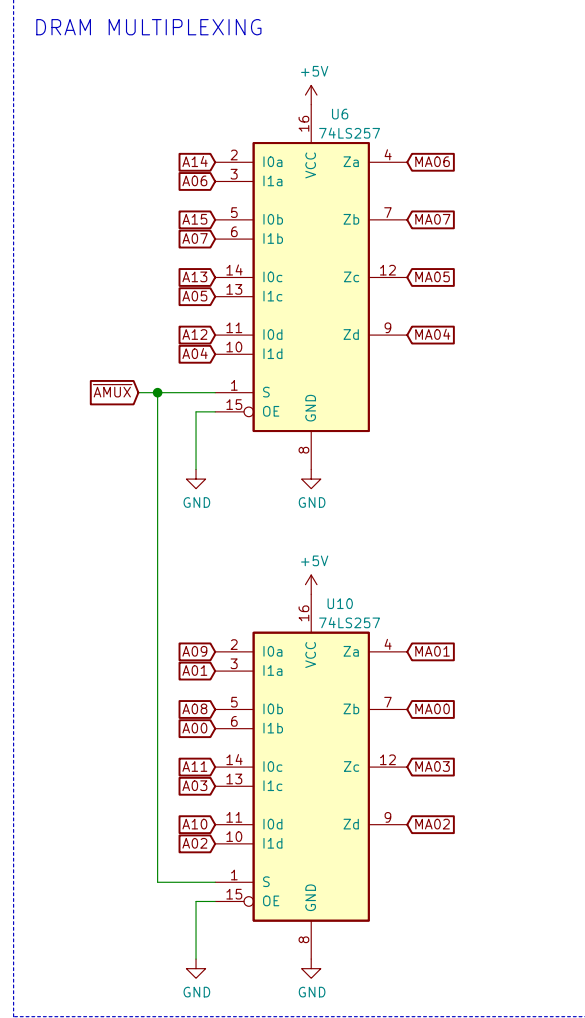 DRAM MULTIPLEXING
+5V
16
U6
74LS257
A14 2 I0a VCC Za 4 MA06
A06 3 I1a
A15 5 I0b Zb 7 MA07
A07 6 I1b
A13 14 I0c Zc 12 MA05
A05 13 I1c
A12 11 I0d Zd 9 MA04
A04 10 I1d
AMUX 1 S
15 OE GND
8
GND GND
+5V
16
U10
74LS257
A09 2 I0a VCC Za 4 MA01
A01 3 I1a
A08 5 I0b Zb 7 MA00
A00 6 I1b
A11 14 I0c Zc 12 MA03
A03 13 I1c
A10 11 I0d Zd 9 MA02
A02 10 I1d
1 S
15 OE GND
8
GND GND